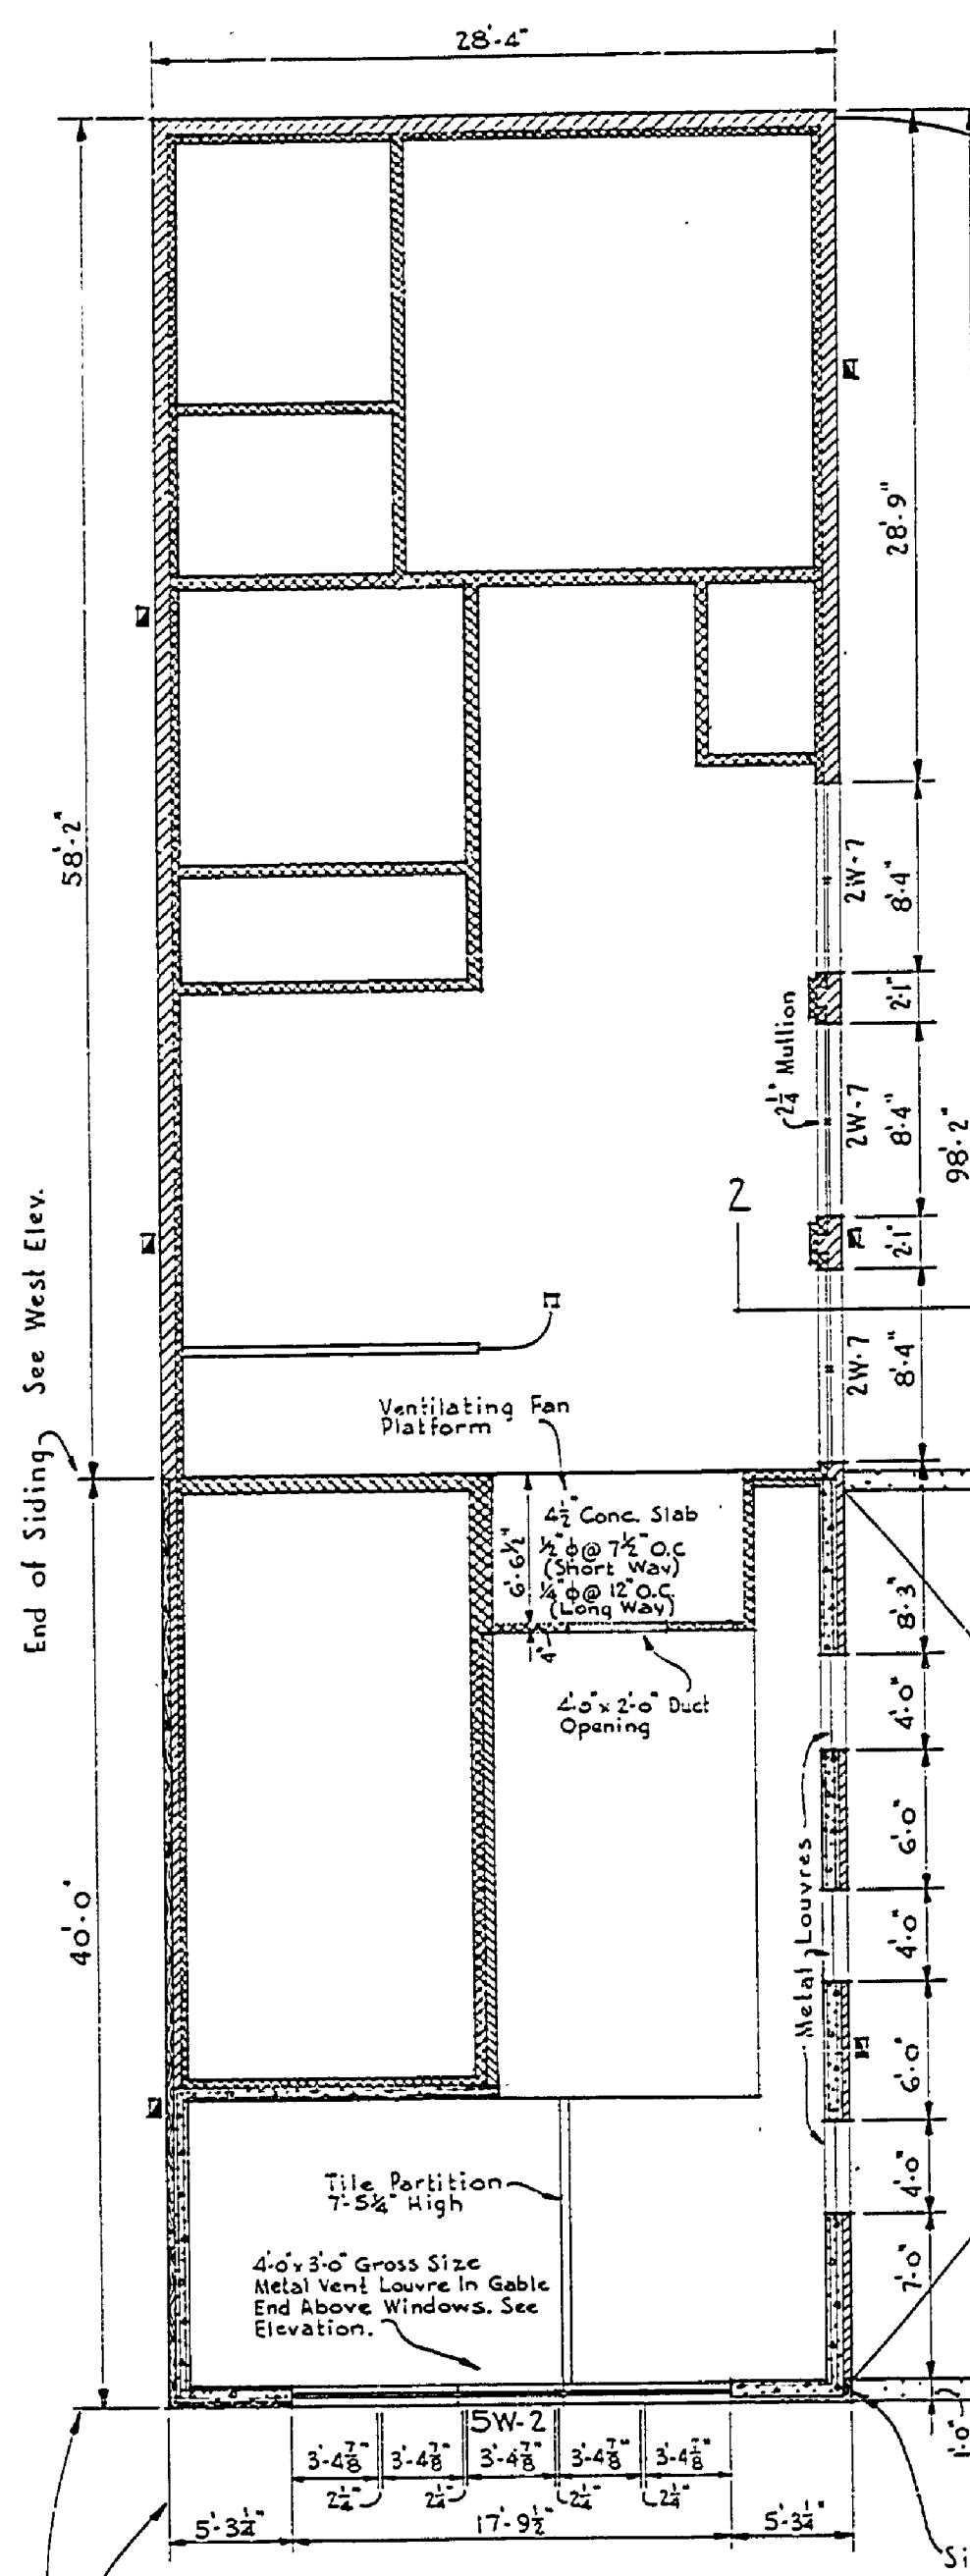 28'-4"
28'-9"
58'-2"
2W-7
8'-4"
2'-1"
2¼" Mullion
2W-7
8'-4"
98'-2"
2
2'-1"
End of Siding See West Elev.
2W-7
8'-4"
Ventilating Fan
Platform
4½" Conc. Slab
½" ϕ @ 7½" O.C
(Short Way)
¼" ϕ @ 12" O.C.
(Long Way)
6'-6½"
4"
8'-3"
4'-0" x 2'-0" Duct
Opening
4'-0"
6'-0"
Metal Louvres
4'-0"
40'-0"
6'-0"
4'-0"
Tile Partition
7'-5¼" High
4'-0" x 3'-0" Gross Size
Metal Vent Louvre In Gable
End Above Windows. See
Elevation.
7'-0"
1'-0"
5W-2
3'-4⅞" 3'-4⅞" 3'-4⅞" 3'-4⅞" 3'-4⅞"
2¼" 2¼" 2¼" 2¼"
5'-3¼" 17'-9½" 5'-3¼"
Si